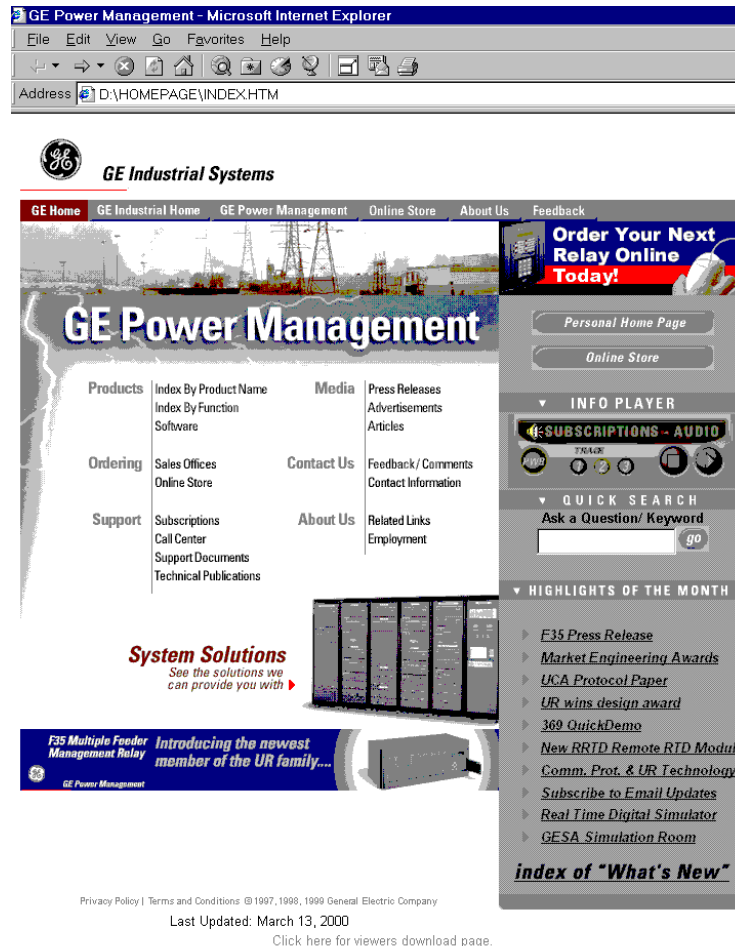 GE Power Management - Microsoft Internet Explorer
File Edit View Go Favorites Help
Address D:\HOMEPAGE\INDEX.HTM
GE Industrial Systems
GE Home GE Industrial Home GE Power Management Online Store About Us Feedback
Order Your Next
Relay Online
Today!
GE Power Management
Personal Home Page
Online Store
Products
Index By Product Name
Index By Function
Software
Media
Press Releases
Advertisements
Articles
Ordering
Sales Offices
Online Store
Contact Us
Feedback / Comments
Contact Information
Support
Subscriptions
Call Center
Support Documents
Technical Publications
About Us
Related Links
Employment
INFO PLAYER
SUBSCRIPTIONS - AUDIO
PWR
TRACK
1 2 3
QUICK SEARCH
Ask a Question/ Keyword
go
HIGHLIGHTS OF THE MONTH
F35 Press Release
Market Engineering Awards
UCA Protocol Paper
UR wins design award
369 QuickDemo
New RRTD Remote RTD Modul
Comm. Prot. & UR Technology
Subscribe to Email Updates
Real Time Digital Simulator
GESA Simulation Room
index of "What's New"
System Solutions
See the solutions we
can provide you with
F35 Multiple Feeder
Management Relay
GE Power Management
Introducing the newest
member of the UR family....
Privacy Policy | Terms and Conditions @ 1997, 1998, 1999 General Electric Company
Last Updated: March 13, 2000
Click here for viewers download page.